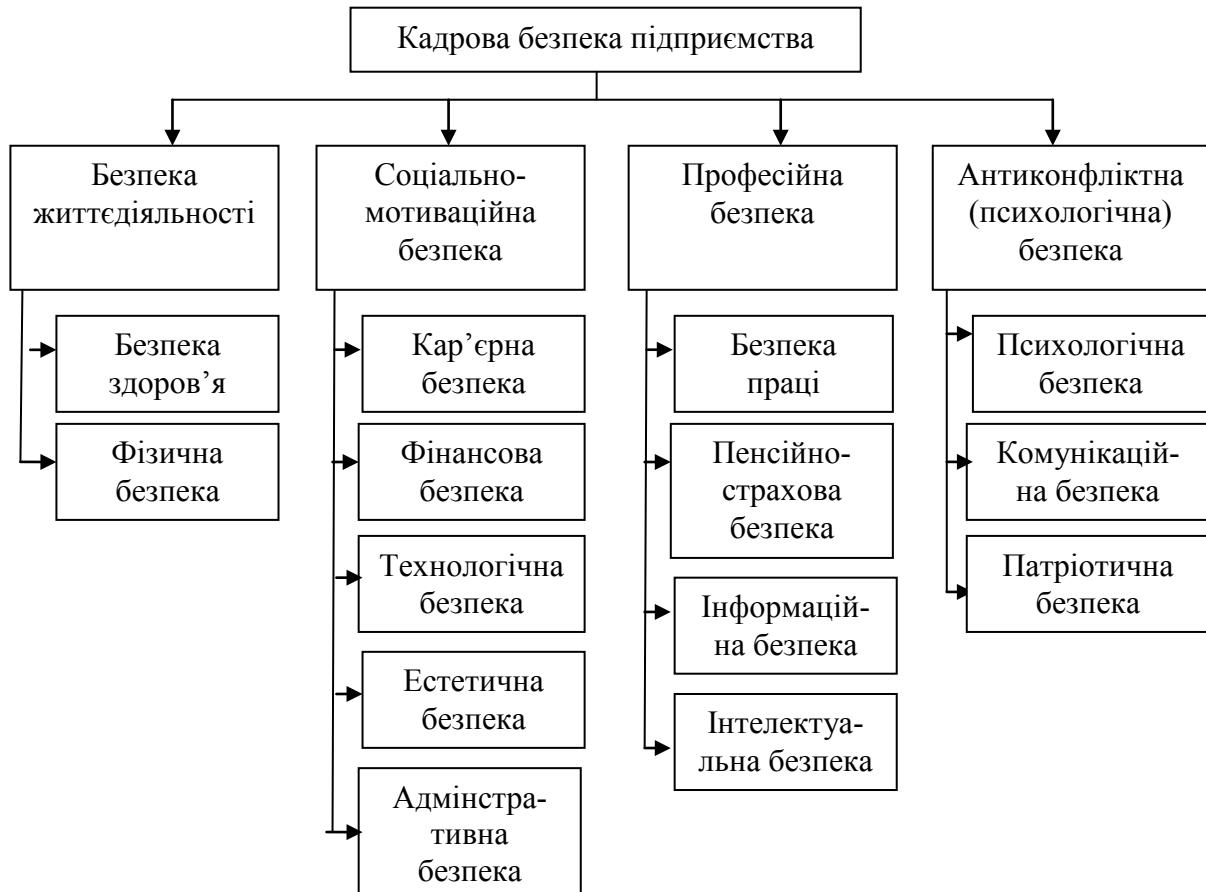 Кадрова безпека підприємства
Безпека
життєдіяльності
Соціально-
мотиваційна
безпека
Професійна
безпека
Антиконфліктна
(психологічна)
безпека
Безпека
здоров’я
Фізична
безпека
Кар’єрна
безпека
Фінансова
безпека
Технологічна
безпека
Естетична
безпека
Адмінстра-
тивна
безпека
Безпека
праці
Пенсійно-
страхова
безпека
Інформацій-
на безпека
Інтелектуа-
льна безпека
Психологічна
безпека
Комунікацій-
на безпека
Патріотична
безпека